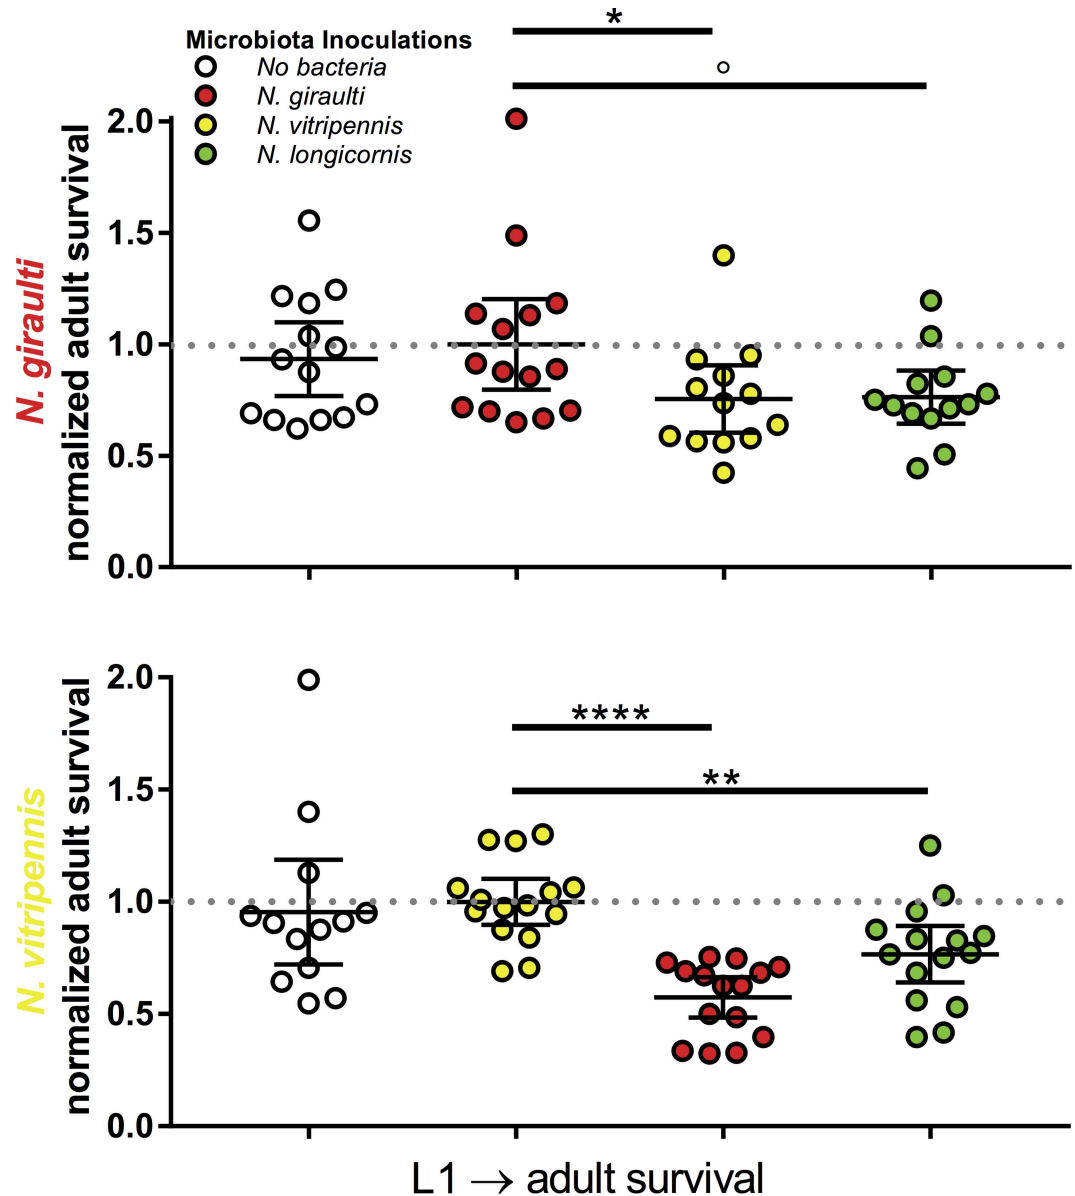 *
Microbiota Inoculations
No bacteria
N. giraulti
N. vitripennis
N. longicornis
°
N. giraulti
normalized adult survival
2.0
1.5
1.0
0.5
0.0
N. vitripennis
normalized adult survival
2.0
1.5
1.0
0.5
0.0
****
**
L1 → adult survival